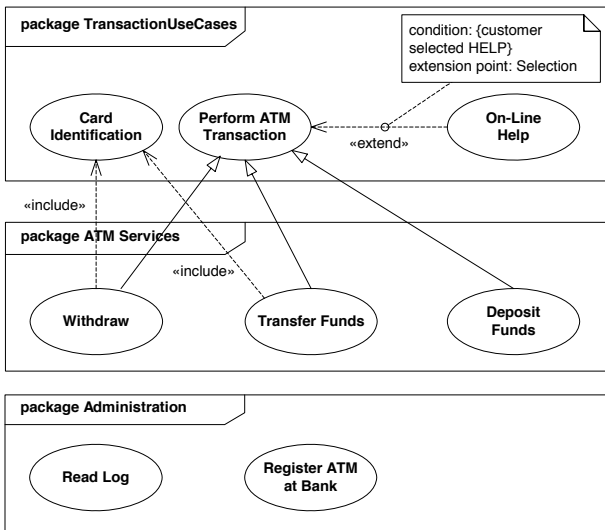 package TransactionUseCases
condition: {customer
selected HELP}
extension point: Selection
Card
Identification
Perform ATM
Transaction
On-Line
Help
«extend»
«include»
package ATM Services
«include»
Withdraw
Transfer Funds
Deposit
Funds
package Administration
Read Log
Register ATM
at Bank